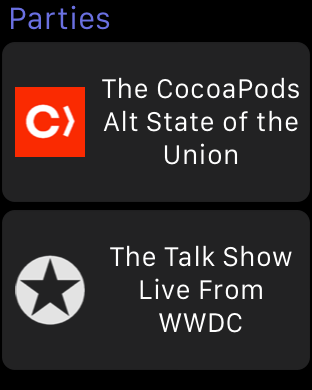 Parties
The CocoaPods
Alt State of the
Union
The Talk Show
Live From
WWDC